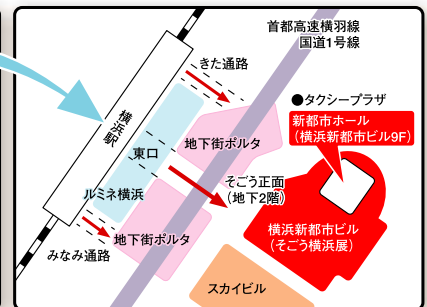 首都高速横羽線
国道1号線
きた通路
●タクシープラザ
新都市ホール
(横浜新都市ビル9F)
横浜駅
東口
地下街ポルタ
ルミネ横浜
そごう正面
(地下2階)
横浜新都市ビル
(そごう横浜展)
みなみ通路
地下街ポルタ
スカイビル